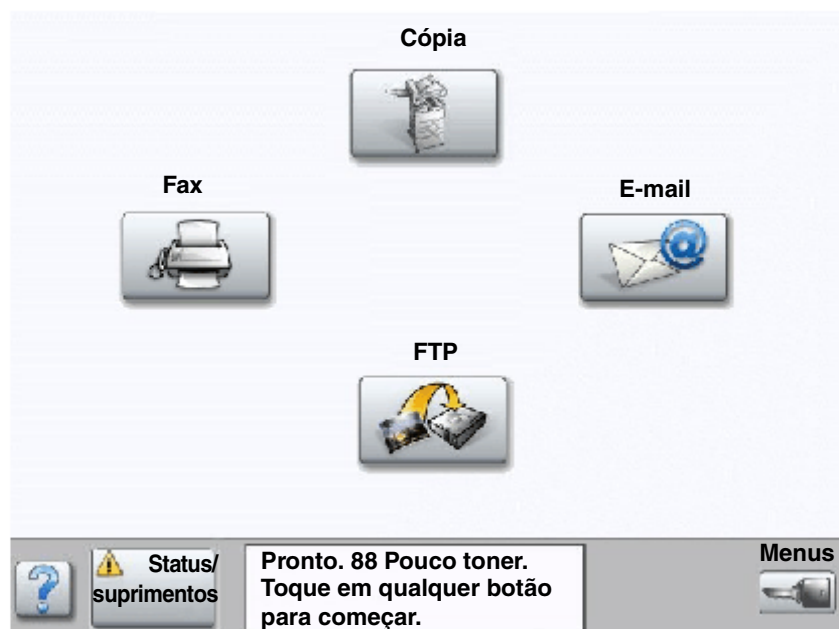 Cópia
Fax
E-mail
FTP
Status/
suprimentos
Pronto. 88 Pouco toner.
Toque em qualquer botão
para começar.
Menus